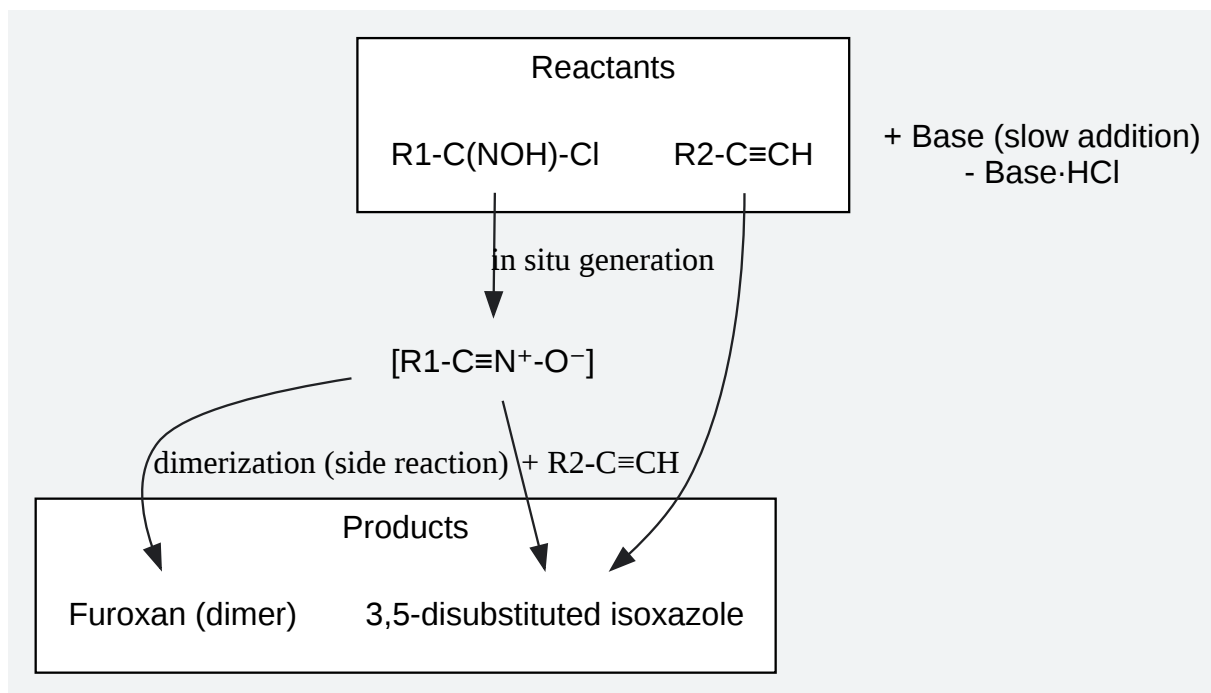 Reactants
R1-C(NOH)-Cl
R2-C≡CH
+ Base (slow addition)
- Base·HCl
in situ generation
[R1-C≡N⁺-O⁻]
dimerization (side reaction)
+ R2-C≡CH
Products
Furoxan (dimer)
3,5-disubstituted isoxazole